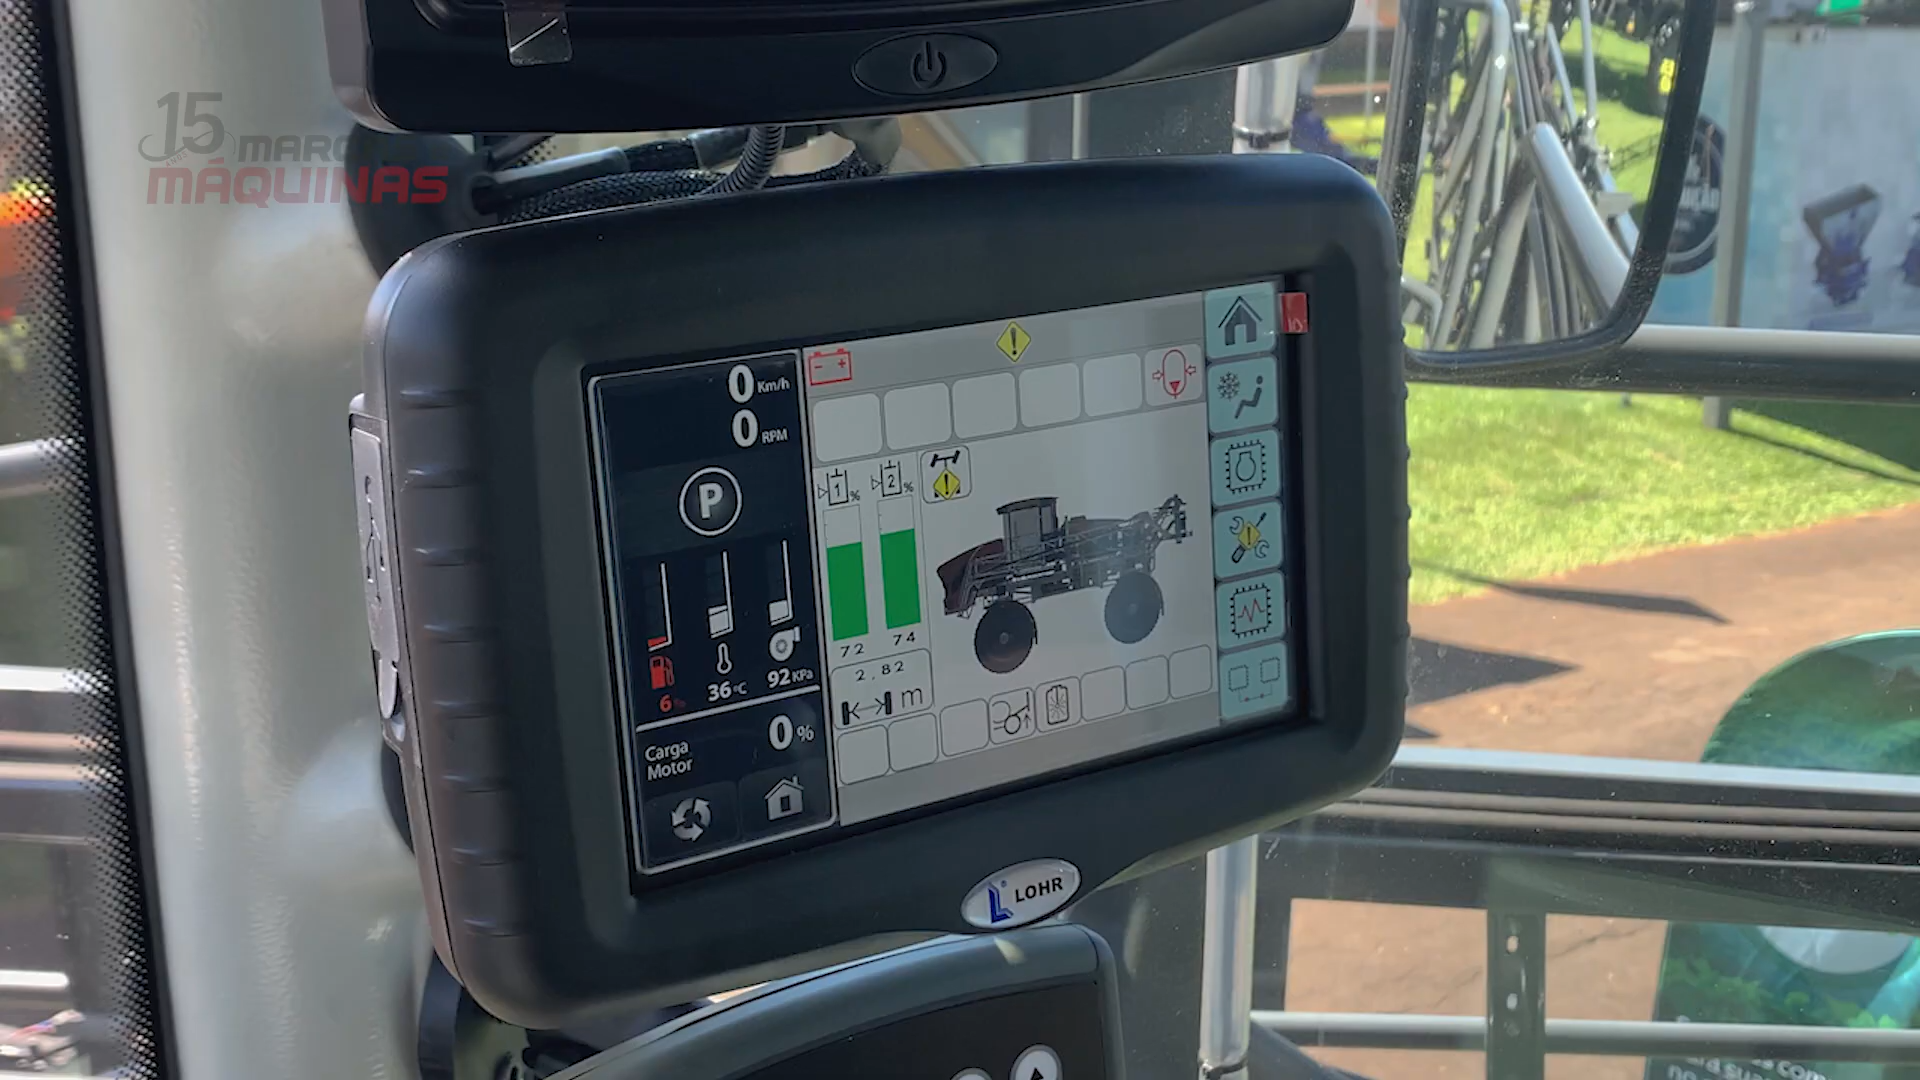 15
ANOS
MÁQUINAS
0 Km/h
0 RPM
P
6%
36 °C
92 KPa
Carga
Motor
0 %
1 %
2 %
72
74
2,82
m
LOHR